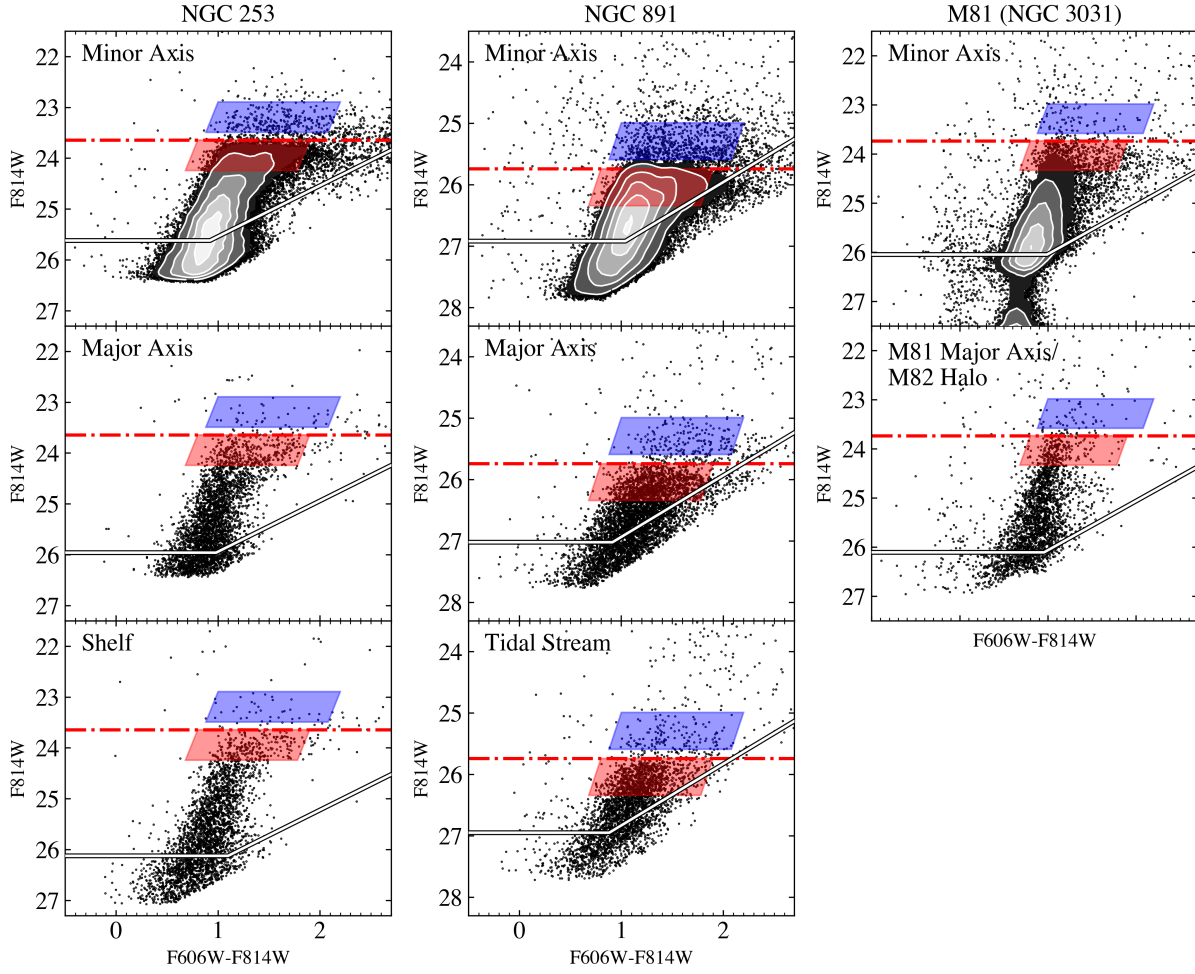 NGC 253
NGC 891
M81 (NGC 3031)
Minor Axis
22
23
24
25
26
27
F814W
Minor Axis
24
25
26
27
28
F814W
Minor Axis
22
23
24
25
26
27
F814W
Major Axis
22
23
24
25
26
27
F814W
Major Axis
24
25
26
27
28
F814W
M81 Major Axis/
M82 Halo
22
23
24
25
26
27
F814W
F606W-F814W
Shelf
22
23
24
25
26
27
F814W
0 1 2
F606W-F814W
Tidal Stream
24
25
26
27
28
F814W
0 1 2
F606W-F814W